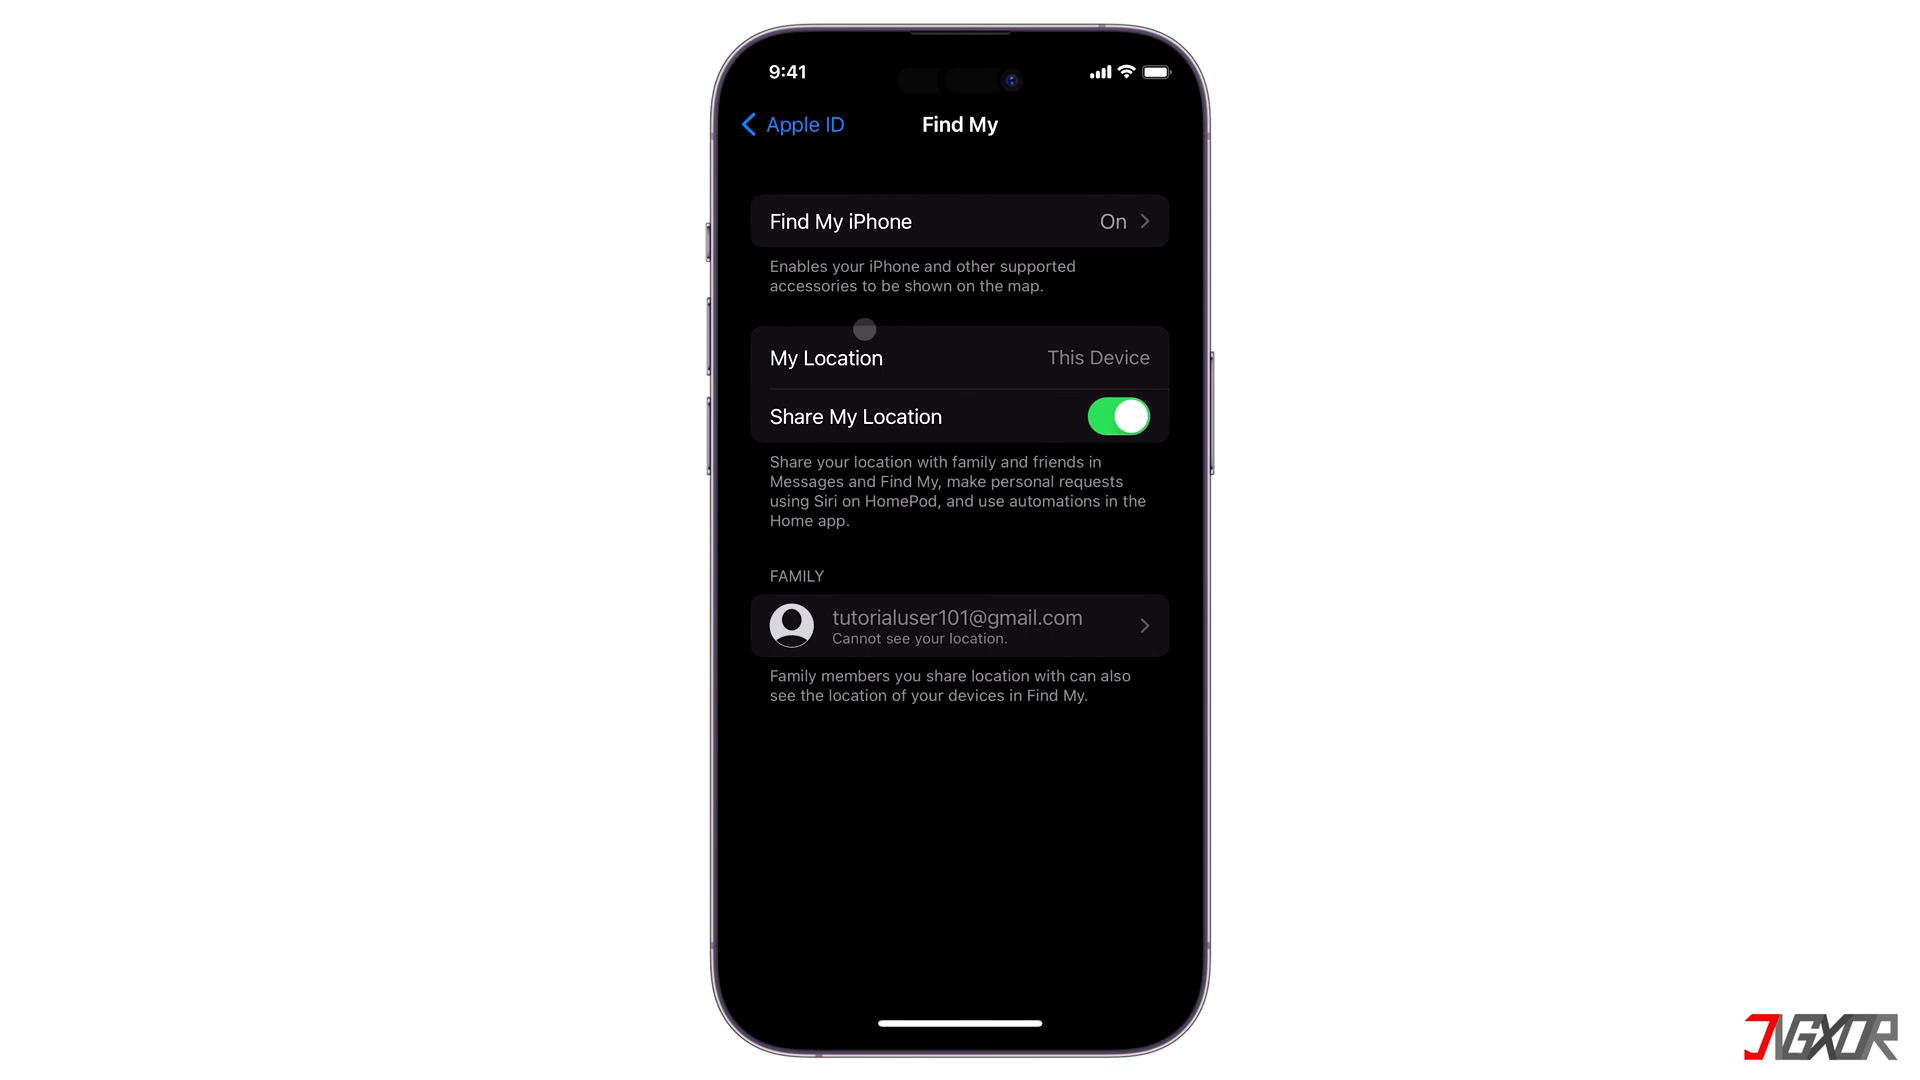 9:41
Apple ID
Find My
Find My iPhone
On
Enables your iPhone and other supported
accessories to be shown on the map.
My Location
This Device
Share My Location
Share your location with family and friends in
Messages and Find My, make personal requests
using Siri on HomePod, and use automations in the
Home app.
FAMILY
tutorialuser101@gmail.com
Cannot see your location.
Family members you share location with can also
see the location of your devices in Find My.
JNGXOR